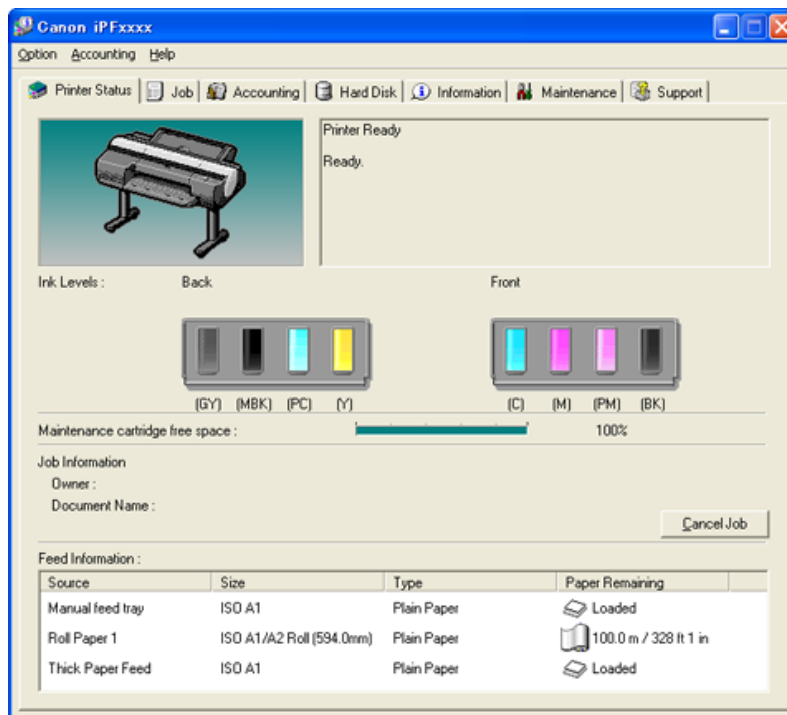 Canon iPFxxxx
Option Accounting Help
Printer Status Job Accounting Hard Disk Information Maintenance Support
Printer Ready
Ready.
Ink Levels : Back Front
(GY) (MBK) (PC) (Y) (C) (M) (PM) (BK)
Maintenance cartridge free space : 100%
Job Information
Owner :
Document Name :
Cancel Job
Feed Information :
Source Size Type Paper Remaining
Manual feed tray ISO A1 Plain Paper Loaded
Roll Paper 1 ISO A1/A2 Roll (594.0mm) Plain Paper 100.0 m / 328 ft 1 in
Thick Paper Feed ISO A1 Plain Paper Loaded